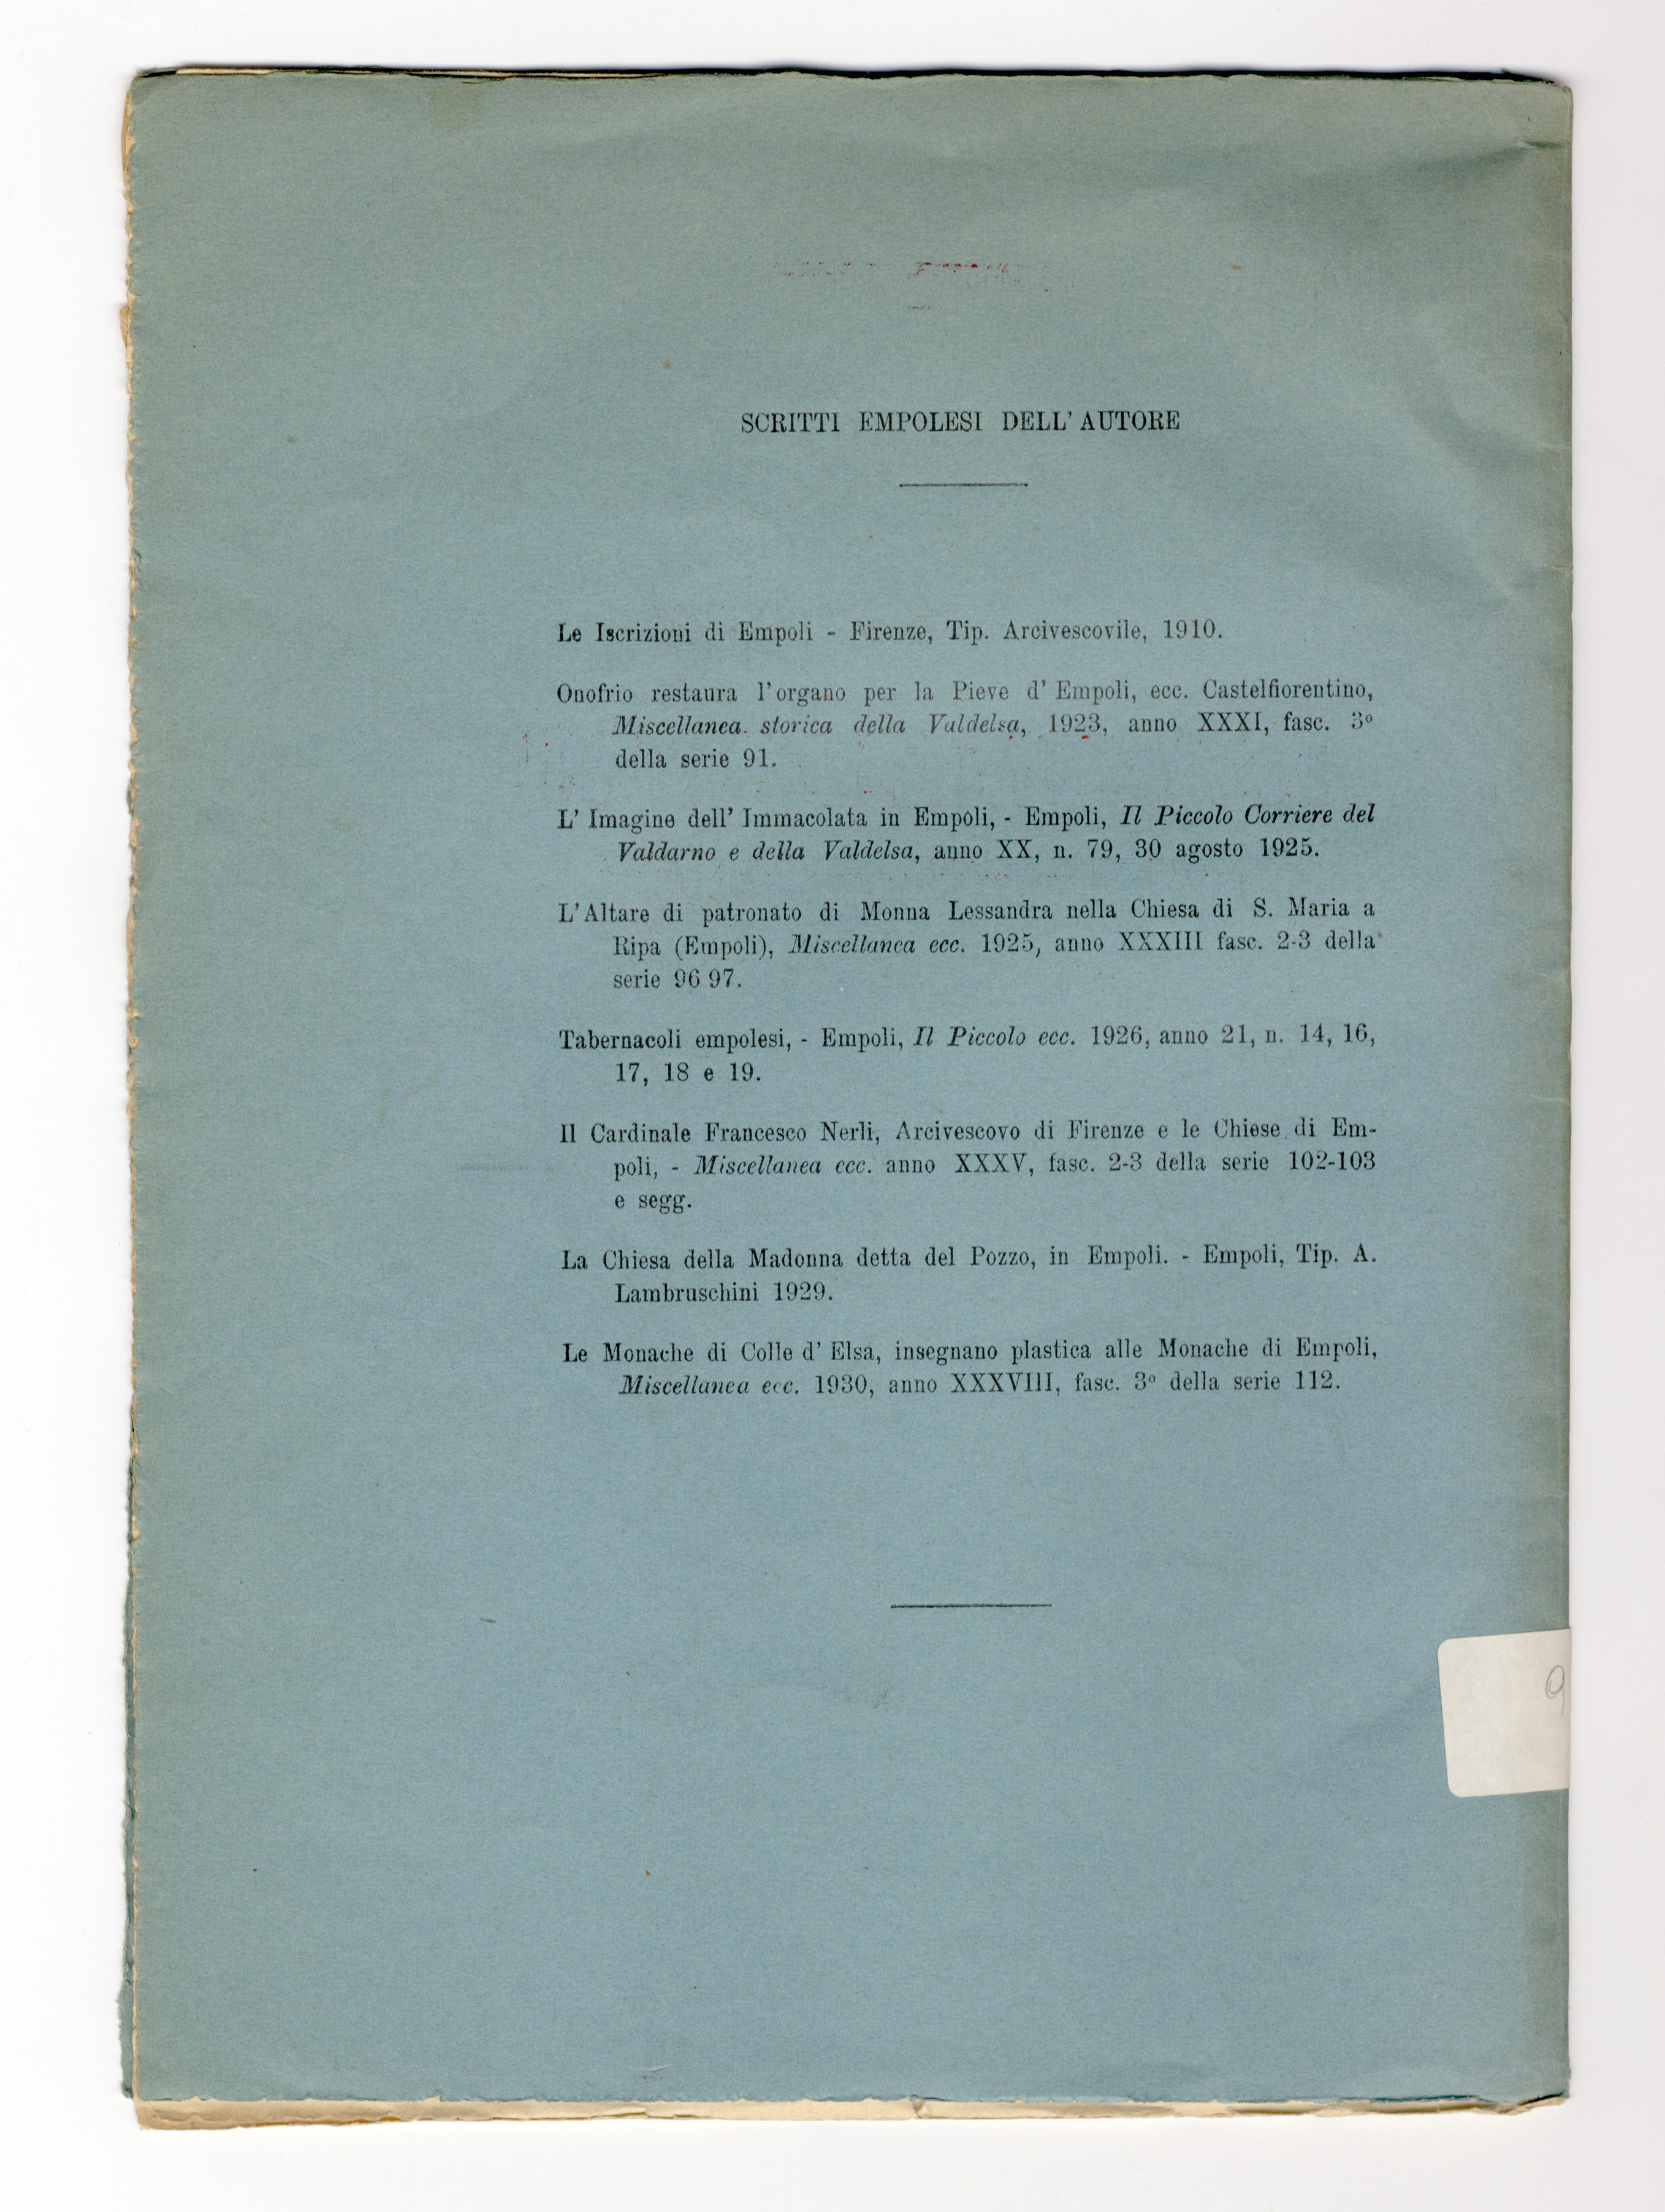 SCRITTI EMPOLESI DELL' AUTORE
Le Iscrizioni di Empoli - Firenze, Tip. Arcivescovile, 1910.
Onofrio restaura l'organo per la Pieve d' Empoli, ecc. Castelfiorentino,
Miscellanea. storica della Valdelsa, 1923, anno XXXI, fasc. 3º
della serie 91.
L' Imagine dell' Immacolata in Empoli, - Empoli, Il Piccolo Corriere del
Valdarno e della Valdelsa, anno XX, n. 79, 30 agosto 1925.
L'Altare di patronato di Monna Lessandra nella Chiesa di S. Maria a
Ripa (Empoli), Miscellanea ecc. 1925, anno XXXIII fasc. 2-3 della
serie 96 97.
Tabernacoli empolesi, - Empoli, Il Piccolo ecc. 1926, anno 21, n. 14, 16,
17, 18 e 19.
Il Cardinale Francesco Nerli, Arcivescovo di Firenze e le Chiese di Em-
poli, - Miscellanea ecc. anno XXXV, fasc. 2-3 della serie 102-103
e segg.
La Chiesa della Madonna detta del Pozzo, in Empoli. - Empoli, Tip. A.
Lambruschini 1929.
Le Monache di Colle d' Elsa, insegnano plastica alle Monache di Empoli,
Miscellanea ecc. 1930, anno XXXVIII, fasc. 3º della serie 112.
9